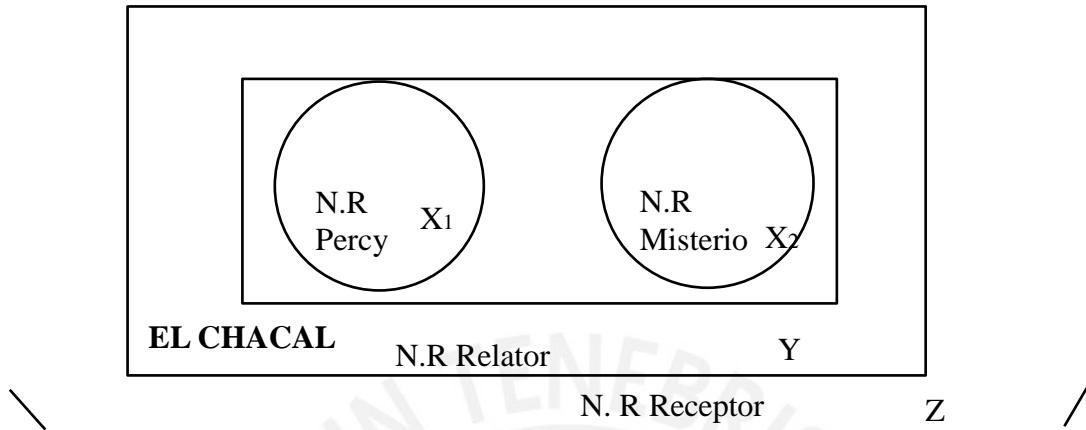 N.R
Percy
X1
N.R
Misterio
X2
EL CHACAL
N.R Relator
Y
N. R Receptor
Z